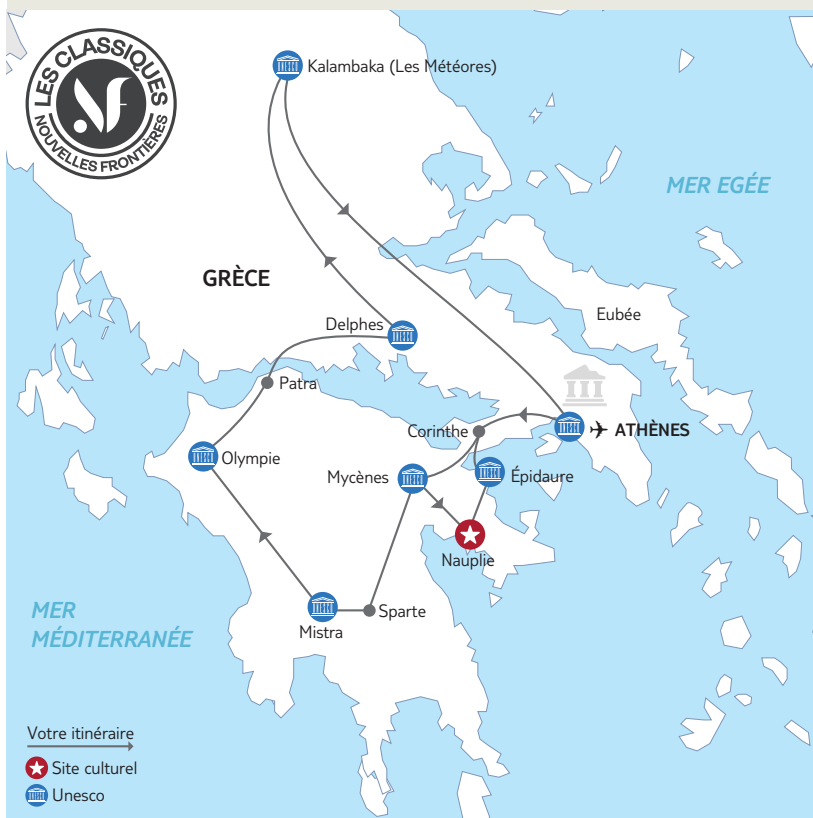 LES CLASSIQUES
NF
NOUVELLES FRONTIÈRES
Kalambaka (Les Météores)
MER EGÉE
GRÈCE
Eubée
Delphes
Patra
ATHÈNES
Corinthe
Olympie
Mycènes
Épidaure
Nauplie
Sparte
Mistra
MER
MÉDITERRANÉE
Votre itinéraire
Site culturel
Unesco